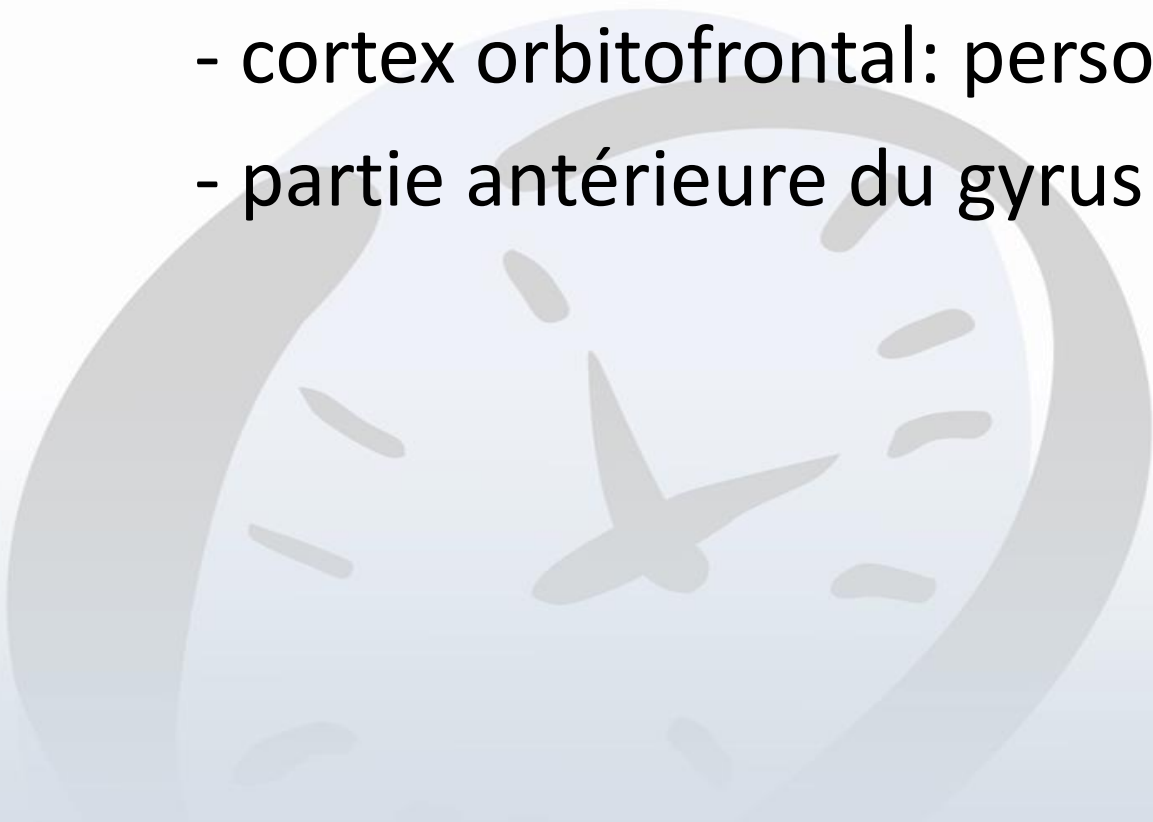 - cortex orbitofrontal: perso
- partie antérieure du gyrus